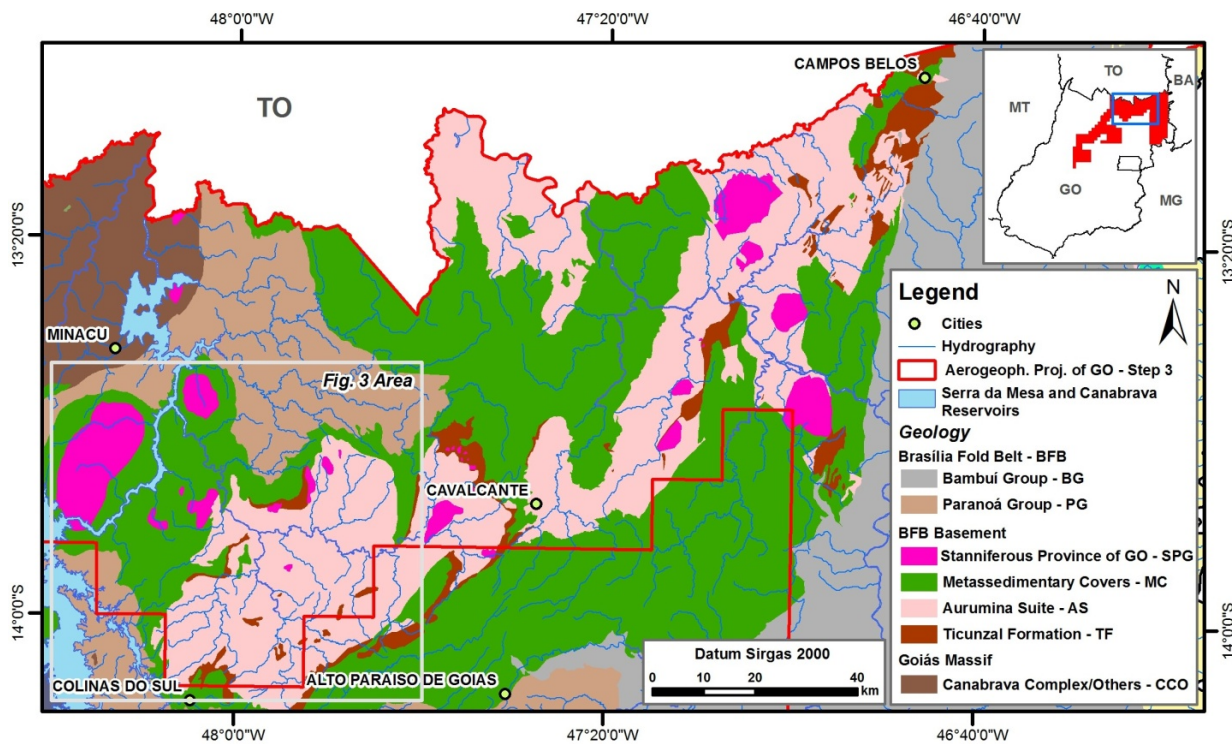 48°0'0"W 47°20'0"W 46°40'0"W
CAMPOS BELOS
TO
TO
BA
MT
GO
MG
13°20'0"S
13°20'0"S
MINACU
Fig. 3 Area
CAVALCANTE
14°0'0"S
14°0'0"S
COLINAS DO SUL
ALTO PARAISO DE GOIAS
Legend
N
Cities
Hydrography
Aerogeoph. Proj. of GO - Step 3
Serra da Mesa and Canabrava
Reservoirs
Geology
Brasília Fold Belt - BFB
Bambuí Group - BG
Paranoá Group - PG
BFB Basement
Stanniferous Province of GO - SPG
Metassedimentary Covers - MC
Aurumina Suite - AS
Ticunzal Formation - TF
Goiás Massif
Canabrava Complex/Others - CCO
Datum Sirgas 2000
0 10 20 40
km
48°0'0"W 47°20'0"W 46°40'0"W